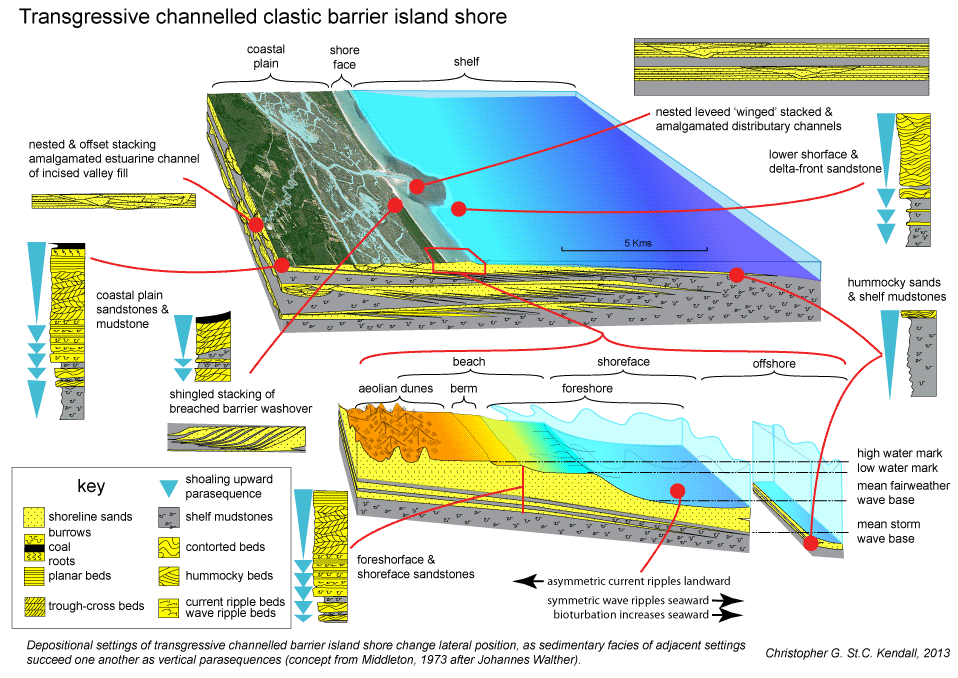 Transgressive channelled clastic barrier island shore
coastal
plain
shore
face
shelf
nested leveed ‘winged’ stacked &
amalgamated distributary channels
nested & offset stacking
amalgamated estuarine channel
of incised valley fill
lower shorface &
delta-front sandstone
5 Kms
coastal plain
sandstones &
mudstone
hummocky sands
& shelf mudstones
shingled stacking of
breached barrier washover
beach
shoreface
offshore
aeolian dunes
berm
foreshore
high water mark
low water mark
mean fairweather
wave base
mean storm
wave base
key
shoaling upward
parasequence
shoreline sands
shelf mudstones
burrows
coal
roots
contorted beds
planar beds
hummocky beds
trough-cross beds
current ripple beds
wave ripple beds
foreshorface &
shoreface sandstones
asymmetric current ripples landward
symmetric wave ripples seaward
bioturbation increases seaward
Depositional settings of transgressive channelled clastic barrier island shore change lateral position, as sedimentary facies of adjacent settings
succeed one another as vertical parasequences (concept from Middleton, 1973 after Johannes Walther).
Christopher G. St.C. Kendall, 2013